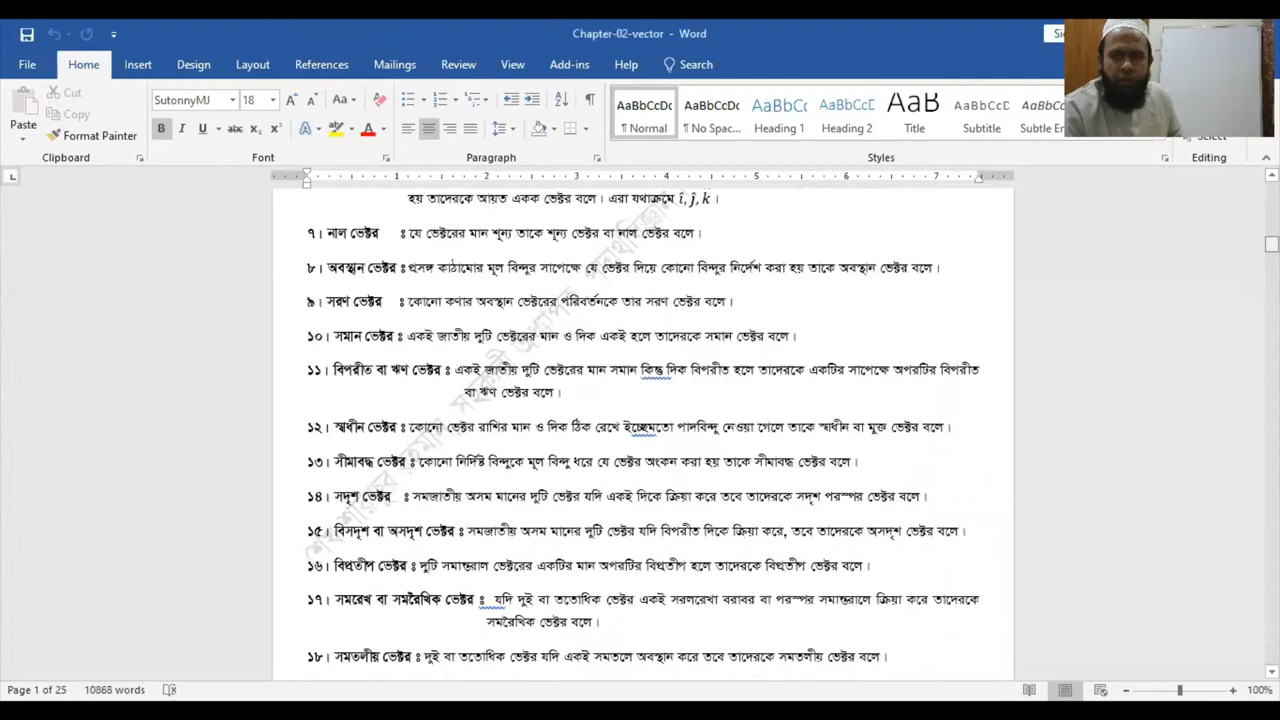 Chapter-02-vector - Word
File Home Insert Design Layout References Mailings Review View Add-ins Help Search
Cut
Copy
Paste
Format Painter
SutonnyMJ 18
AaBbCcDc AaBbCcDc AaBbCc AaBbCcC AaB AaBbCcC
¶ Normal ¶ No Spac... Heading 1 Heading 2 Title Subtitle Subtle En
Clipboard Font Paragraph Styles Editing
1 2 3 4 5 6 7
হয় তাদেরকে আয়ত একক ভেক্টর বলে। এরা যথাক্রমে î, ĵ, k̂ ।
৭। নাল ভেক্টর ঃ যে ভেক্টরের মান শূন্য তাকে শূন্য ভেক্টর বা নাল ভেক্টর বলে।
৮। অবস্থান ভেক্টর ঃ প্রসঙ্গ কাঠামোর মূল বিন্দুর সাপেক্ষে যে ভেক্টর দিয়ে কোনো বিন্দুর নির্দেশ করা হয় তাকে অবস্থান ভেক্টর বলে।
৯। সরণ ভেক্টর ঃ কোনো কণার অবস্থান ভেক্টরের পরিবর্তনকে তার সরণ ভেক্টর বলে।
১০। সমান ভেক্টর ঃ একই জাতীয় দুটি ভেক্টরের মান ও দিক একই হলে তাদেরকে সমান ভেক্টর বলে।
১১। বিপরীত বা ঋণ ভেক্টর ঃ একই জাতীয় দুটি ভেক্টরের মান সমান কিন্তু দিক বিপরীত হলে তাদেরকে একটির সাপেক্ষে অপরটির বিপরীত
বা ঋণ ভেক্টর বলে।
১২। স্বাধীন ভেক্টর ঃ কোনো ভেক্টর রাশির মান ও দিক ঠিক রেখে ইচ্ছেমতো পাদবিন্দু নেওয়া গেলে তাকে স্বাধীন বা মুক্ত ভেক্টর বলে।
১৩। সীমাবদ্ধ ভেক্টর ঃ কোনো নির্দিষ্ট বিন্দুকে মূল বিন্দু ধরে যে ভেক্টর অংকন করা হয় তাকে সীমাবদ্ধ ভেক্টর বলে।
১৪। সদৃশ ভেক্টর ঃ সমজাতীয় অসম মানের দুটি ভেক্টর যদি একই দিকে ক্রিয়া করে তবে তাদেরকে সদৃশ পরস্পর ভেক্টর বলে।
১৫। বিসদৃশ বা অসদৃশ ভেক্টর ঃ সমজাতীয় অসম মানের দুটি ভেক্টর যদি বিপরীত দিকে ক্রিয়া করে, তবে তাদেরকে অসদৃশ ভেক্টর বলে।
১৬। বিপ্রতীপ ভেক্টর ঃ দুটি সমান্তরাল ভেক্টরের একটির মান অপরটির বিপ্রতীপ হলে তাদেরকে বিপ্রতীপ ভেক্টর বলে।
১৭। সমরেখ বা সমরৈখিক ভেক্টর ঃ যদি দুই বা ততোধিক ভেক্টর একই সরলরেখা বরাবর বা পরস্পর সমান্তরালে ক্রিয়া করে তাদেরকে
সমরৈখিক ভেক্টর বলে।
১৮। সমতলীয় ভেক্টর ঃ দুই বা ততোধিক ভেক্টর যদি একই সমতলে অবস্থান করে তবে তাদেরকে সমতলীয় ভেক্টর বলে।
Page 1 of 25 10868 words 100%